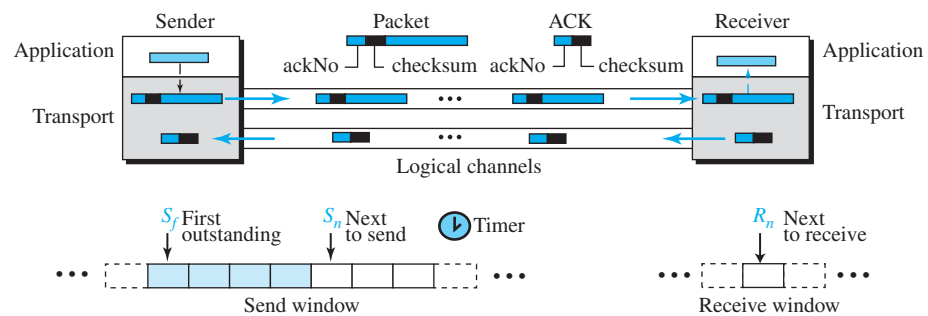 Sender
Packet
ACK
Receiver
Application
Application
ackNo
checksum
ackNo
checksum
Transport
Transport
Logical channels
Sf First
outstanding
Sn Next
to send
Timer
Rn Next
to receive
Send window
Receive window